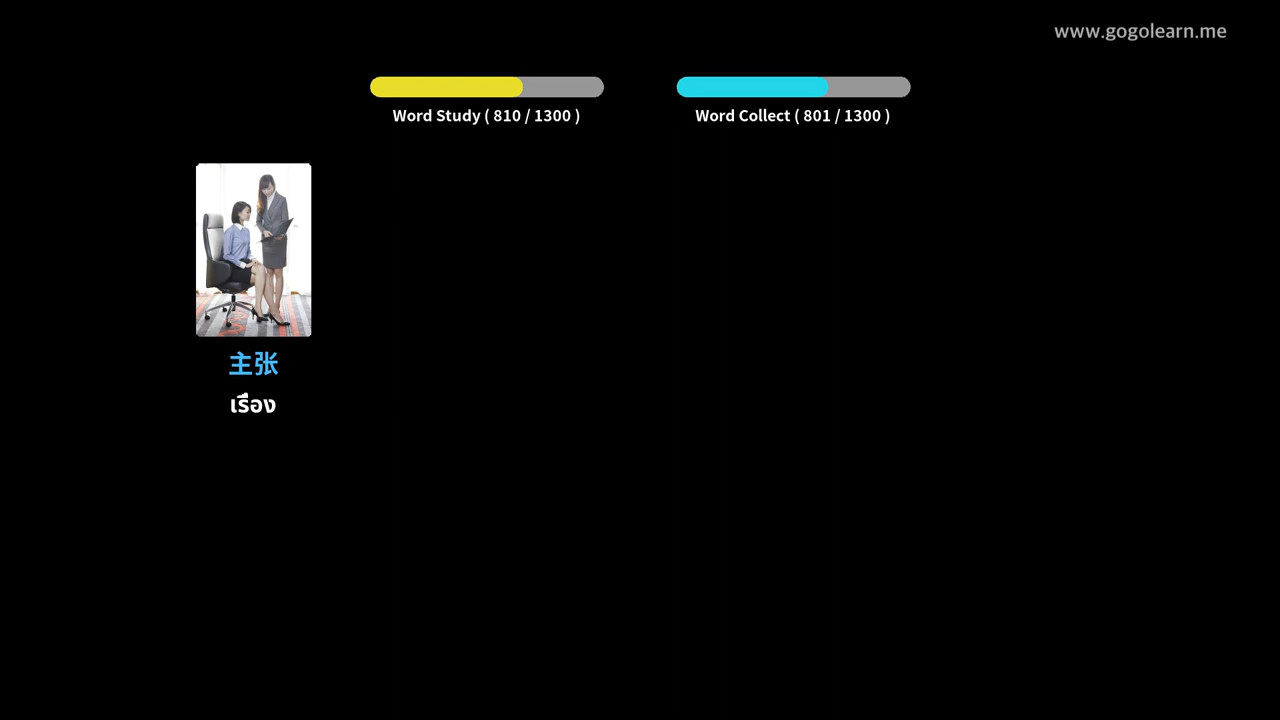 www.gogolearn.me
Word Study ( 810 / 1300 )
Word Collect ( 801 / 1300 )
主张
เรื่อง